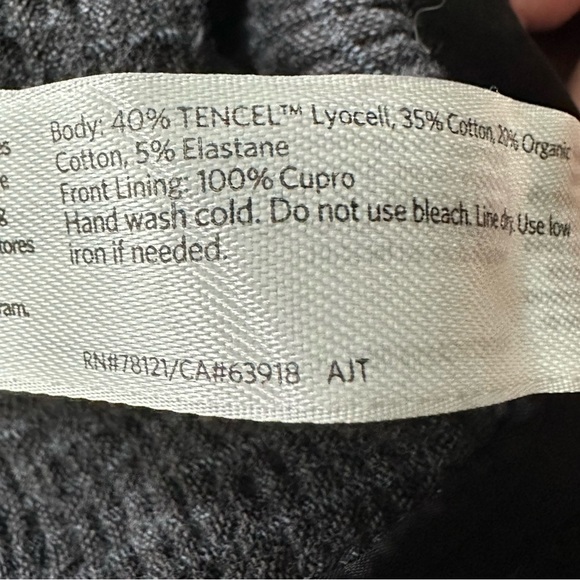 Body: 40% TENCEL™ Lyocell, 35% Cotton, 20% Organic
Cotton, 5% Elastane
Front Lining: 100% Cupro
Hand wash cold. Do not use bleach. Line dry. Use low
iron if needed.
RN#78121/CA#63918 AJT